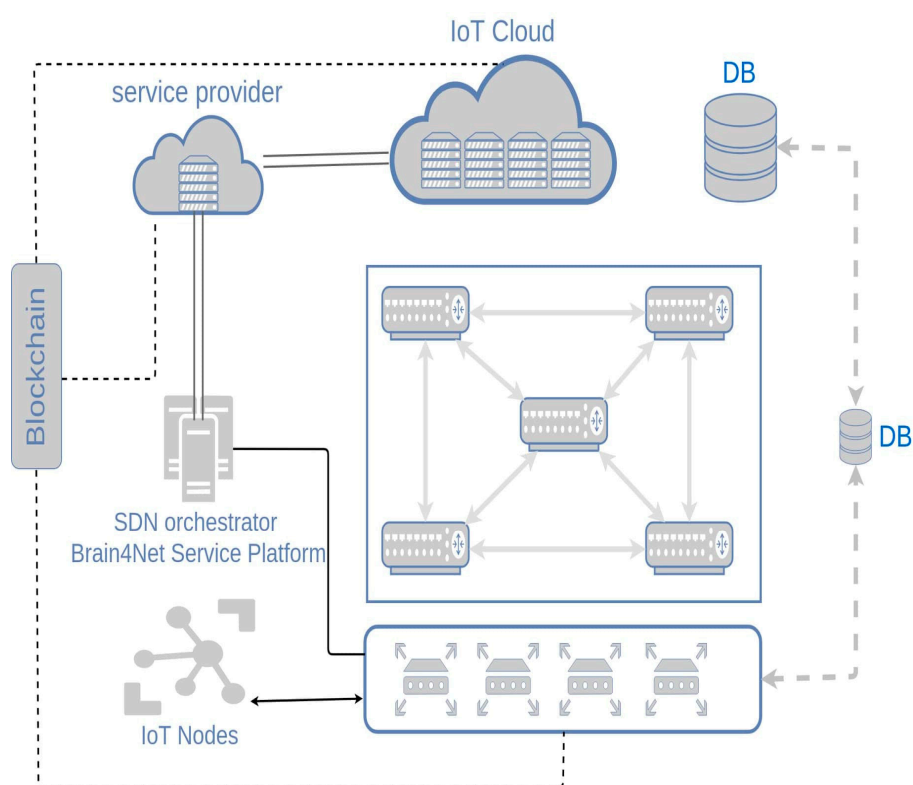 IoT Cloud
DB
service provider
Blockchain
DB
SDN orchestrator
Brain4Net Service Platform
IoT Nodes